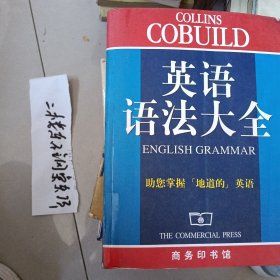 COLLINS
COBUILD
英语
语法大全
ENGLISH GRAMMAR
助您掌握「地道的」英语
THE COMMERCIAL PRESS
商务印书馆